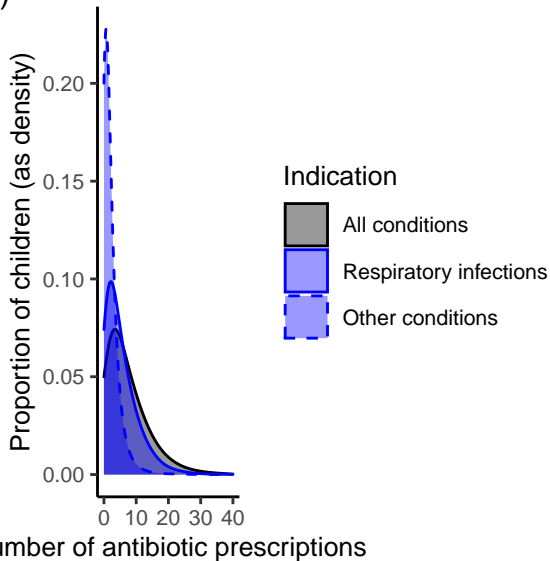 )
Proportion of children (as density)
0.20
0.15
0.10
0.05
0.00
0 10 20 30 40
umber of antibiotic prescriptions
Indication
All conditions
Respiratory infections
Other conditions